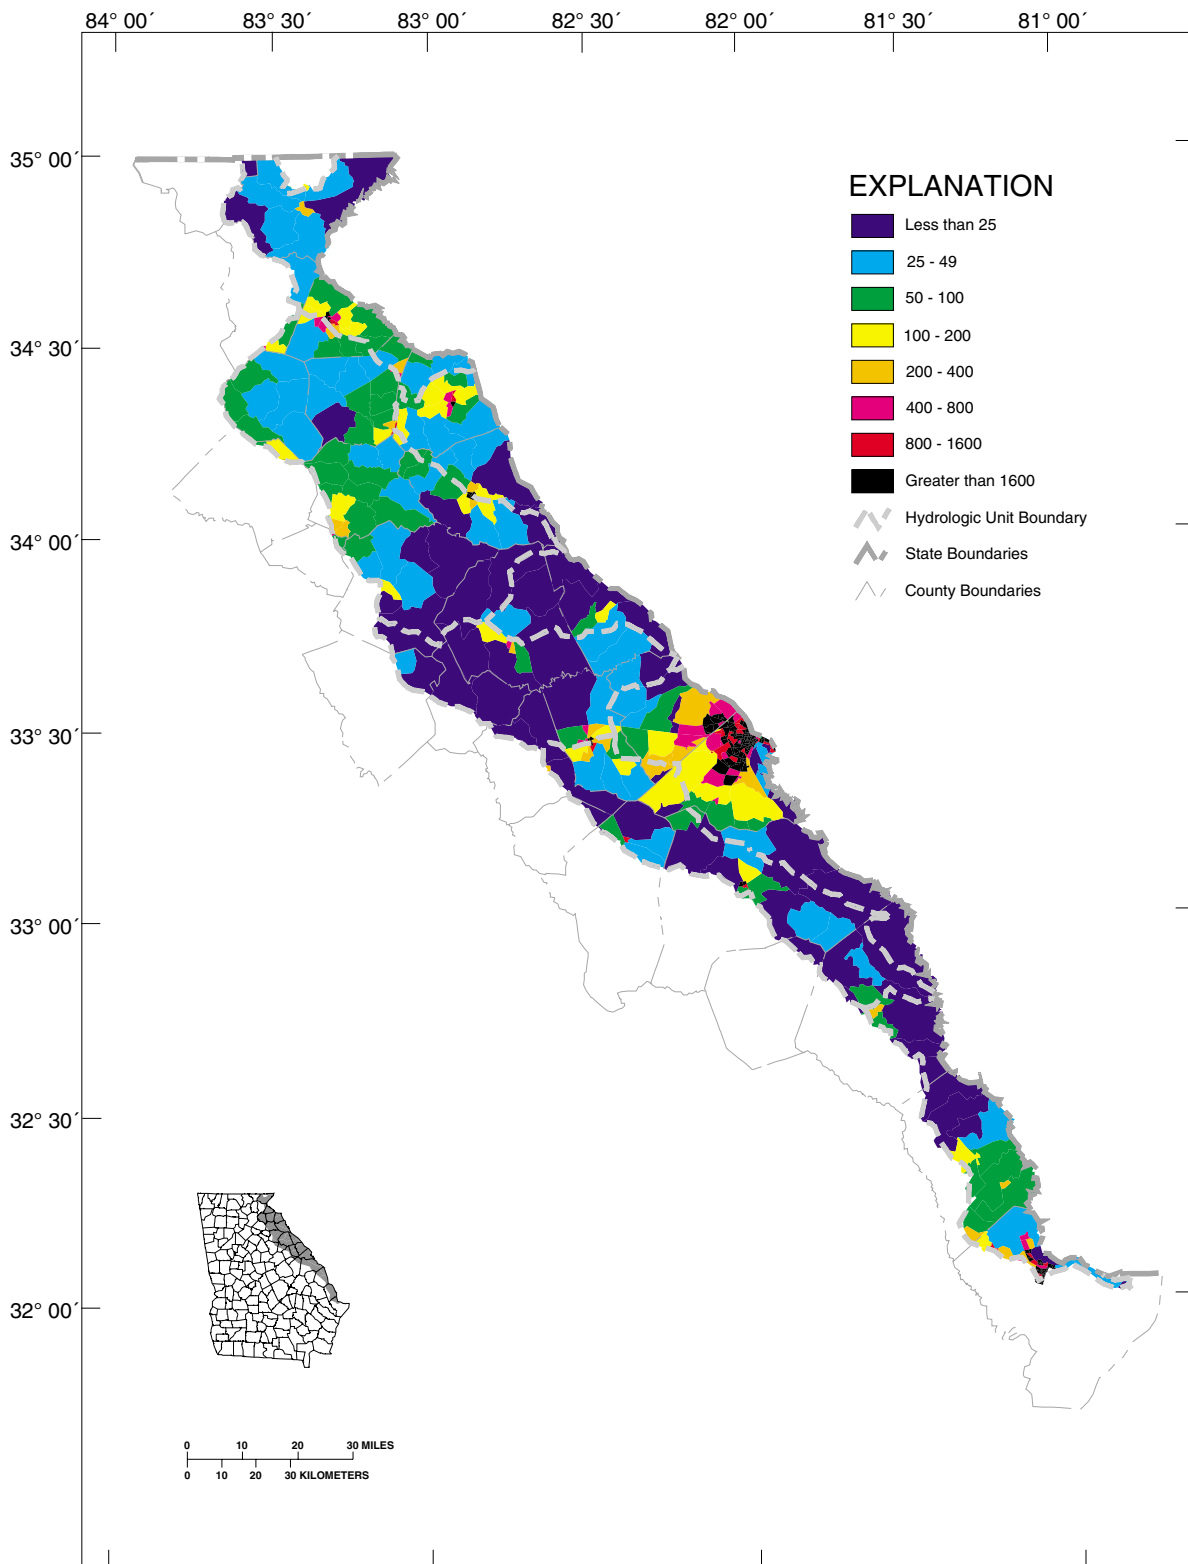 84° 00´ 83° 30´ 83° 00´ 82° 30´ 82° 00´ 81° 30´ 81° 00´
35° 00´
34° 30´
34° 00´
33° 30´
33° 00´
32° 30´
32° 00´
EXPLANATION
Less than 25
25 - 49
50 - 100
100 - 200
200 - 400
400 - 800
800 - 1600
Greater than 1600
Hydrologic Unit Boundary
State Boundaries
County Boundaries
0 10 20 30 MILES
0 10 20 30 KILOMETERS